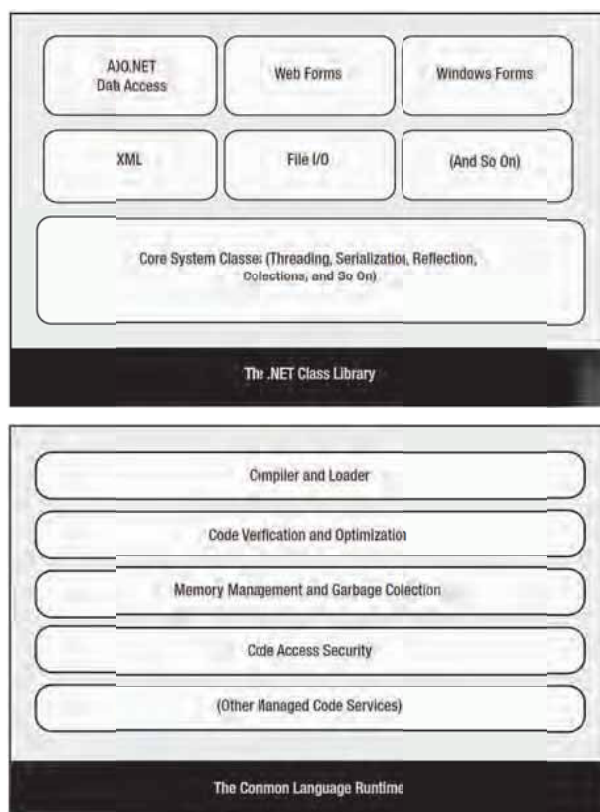 ADO.NET
Data Access
Web Forms
Windows Forms
XML
File I/O
(And So On)
Core System Classes (Threading, Serialization, Reflection,
Colections, and So On)
The .NET Class Library
Compiler and Loader
Code Verification and Optimization
Memory Management and Garbage Colection
Code Access Security
(Other Managed Code Services)
The Common Language Runtime